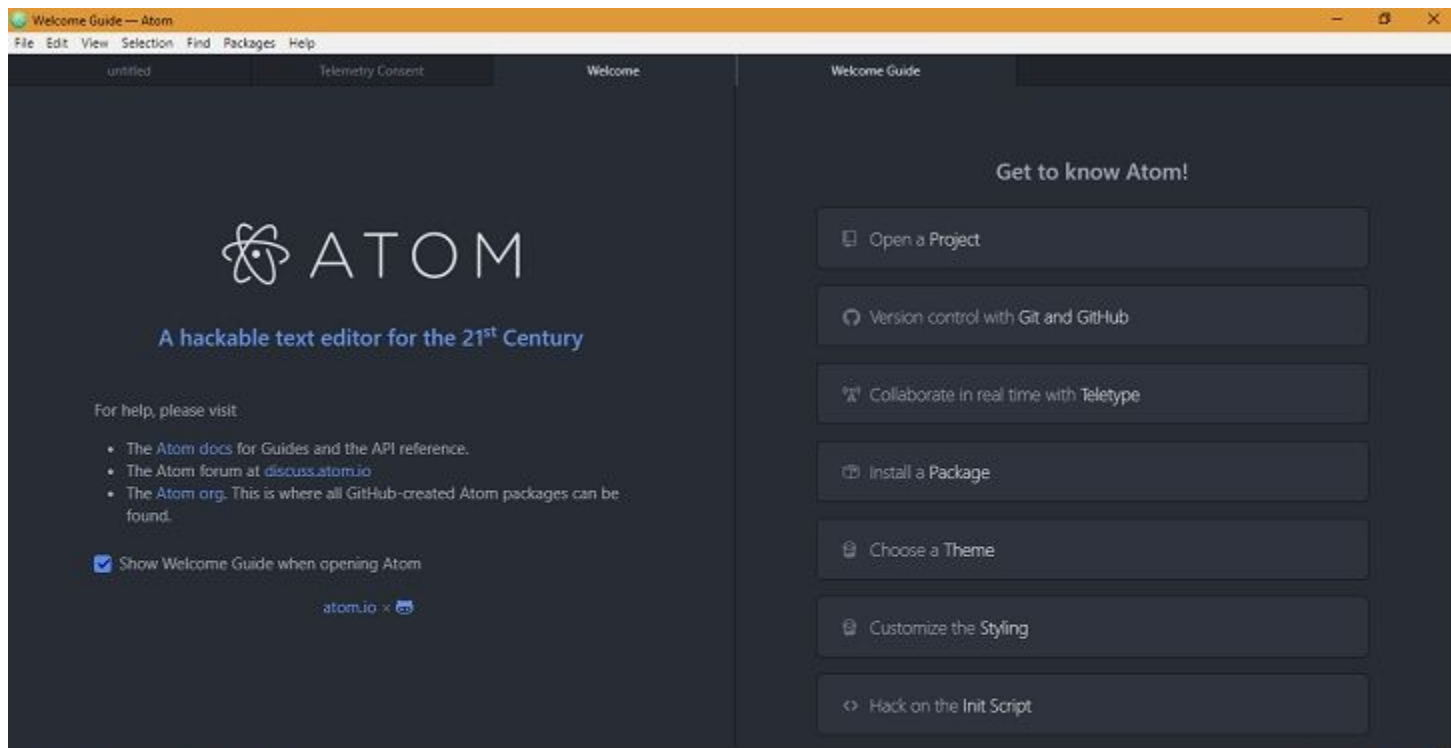 Welcome Guide — Atom
File Edit View Selection Find Packages Help
untitled
Telemetry Consent
Welcome
Welcome Guide
ATOM
A hackable text editor for the 21st Century
For help, please visit
• The Atom docs for Guides and the API reference.
• The Atom forum at discuss.atom.io
• The Atom org. This is where all GitHub-created Atom packages can be
found.
Show Welcome Guide when opening Atom
atom.io ×
Get to know Atom!
Open a Project
Version control with Git and GitHub
Collaborate in real time with Teletype
Install a Package
Choose a Theme
Customize the Styling
Hack on the Init Script